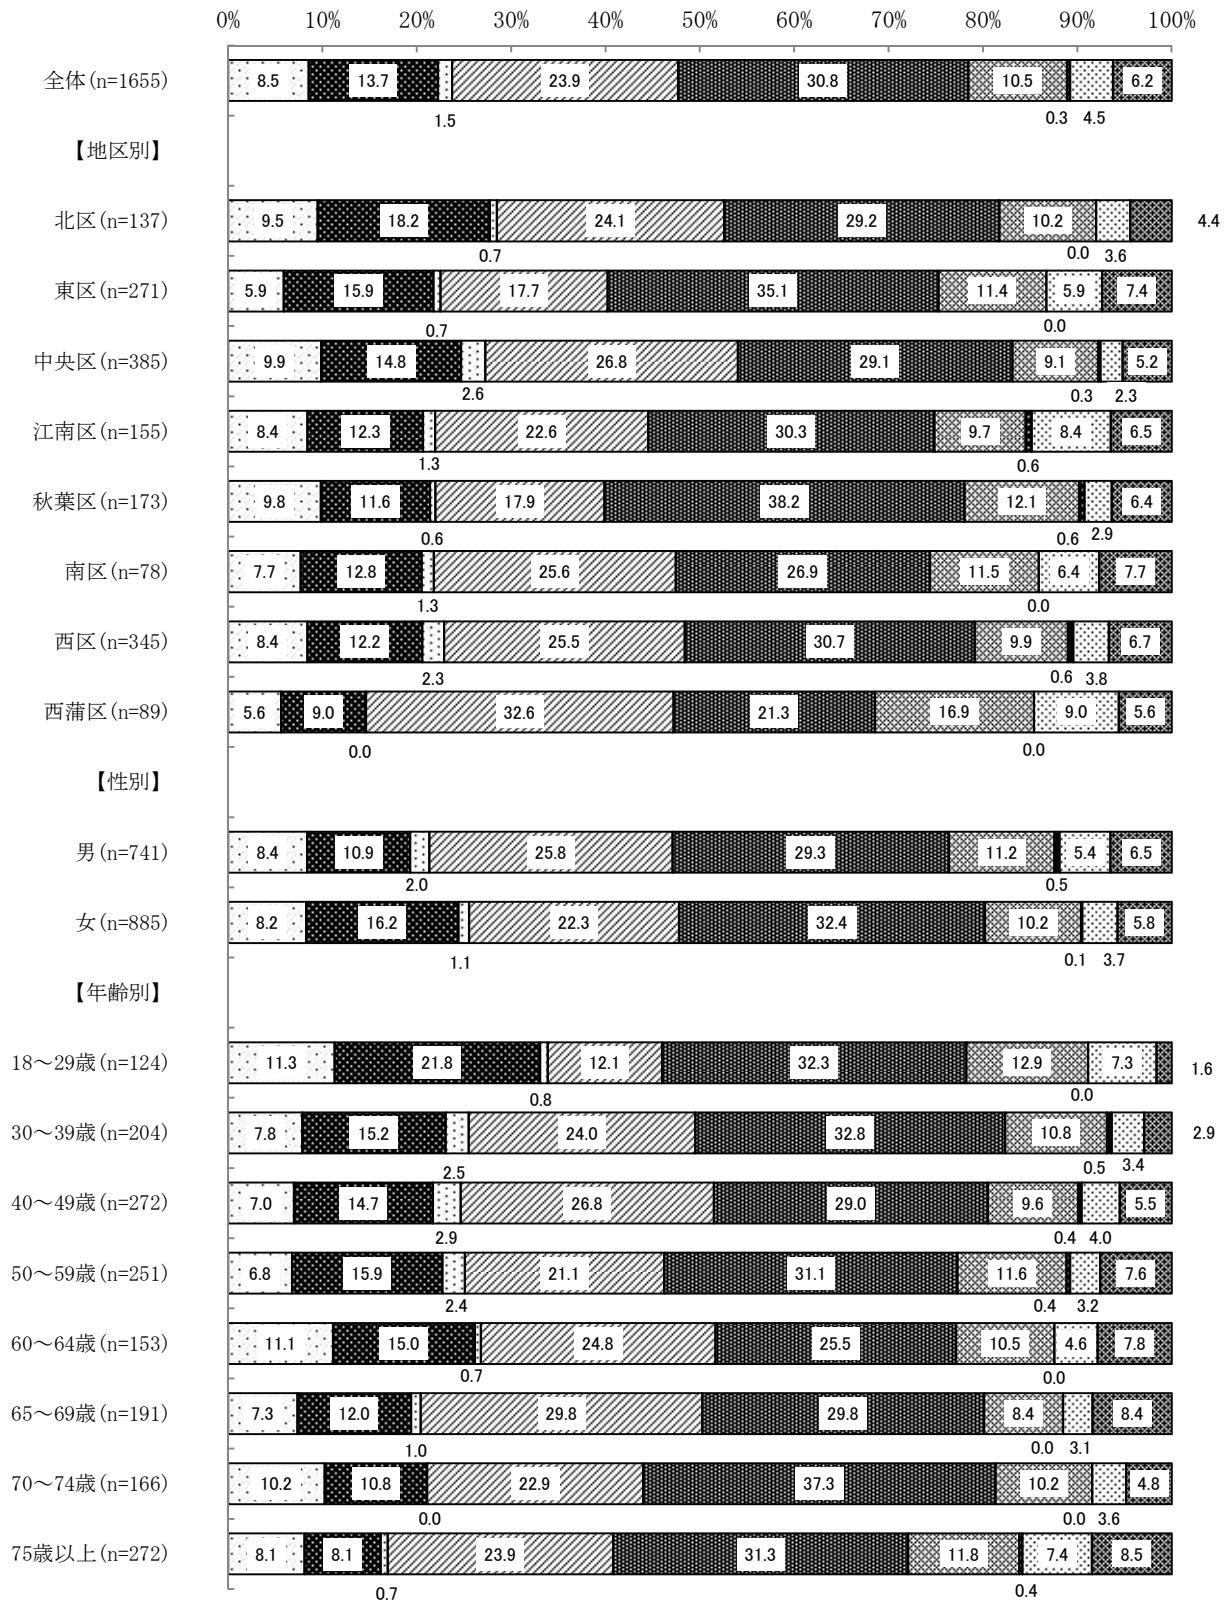 0% 10% 20% 30% 40% 50% 60% 70% 80% 90% 100%
全体(n=1655) 8.5 13.7 23.9 30.8 10.5 6.2
1.5 0.3 4.5
【地区別】
北区(n=137) 9.5 18.2 24.1 29.2 10.2 4.4
0.7 0.0 3.6
東区(n=271) 5.9 15.9 17.7 35.1 11.4 5.9 7.4
0.7 0.0
中央区(n=385) 9.9 14.8 26.8 29.1 9.1 5.2
2.6 0.3 2.3
江南区(n=155) 8.4 12.3 22.6 30.3 9.7 8.4 6.5
1.3 0.6
秋葉区(n=173) 9.8 11.6 17.9 38.2 12.1 6.4
0.6 0.6 2.9
南区(n=78) 7.7 12.8 25.6 26.9 11.5 6.4 7.7
1.3 0.0
西区(n=345) 8.4 12.2 25.5 30.7 9.9 6.7
2.3 0.6 3.8
西蒲区(n=89) 5.6 9.0 32.6 21.3 16.9 9.0 5.6
0.0 0.0
【性別】
男(n=741) 8.4 10.9 25.8 29.3 11.2 5.4 6.5
2.0 0.5
女(n=885) 8.2 16.2 22.3 32.4 10.2 5.8
1.1 0.1 3.7
【年齢別】
18～29歳(n=124) 11.3 21.8 12.1 32.3 12.9 7.3 1.6
0.8 0.0
30～39歳(n=204) 7.8 15.2 24.0 32.8 10.8 2.9
2.5 0.5 3.4
40～49歳(n=272) 7.0 14.7 26.8 29.0 9.6 5.5
2.9 0.4 4.0
50～59歳(n=251) 6.8 15.9 21.1 31.1 11.6 7.6
2.4 0.4 3.2
60～64歳(n=153) 11.1 15.0 24.8 25.5 10.5 4.6 7.8
0.7 0.0
65～69歳(n=191) 7.3 12.0 29.8 29.8 8.4 8.4
1.0 0.0 3.1
70～74歳(n=166) 10.2 10.8 22.9 37.3 10.2 4.8
0.0 0.0 3.6
75歳以上(n=272) 8.1 8.1 23.9 31.3 11.8 7.4 8.5
0.7 0.4